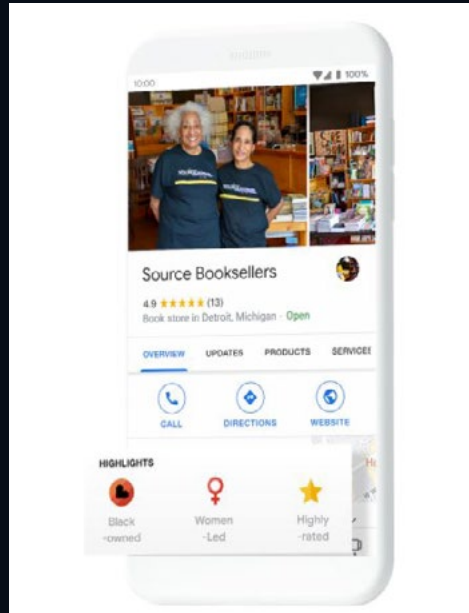 10:00 100%
Source Booksellers
4.9 ★★★★★ (13)
Book store in Detroit, Michigan · Open
OVERVIEW UPDATES PRODUCTS SERVICES
CALL DIRECTIONS WEBSITE
HIGHLIGHTS
Black Women Highly
-owned -Led -rated